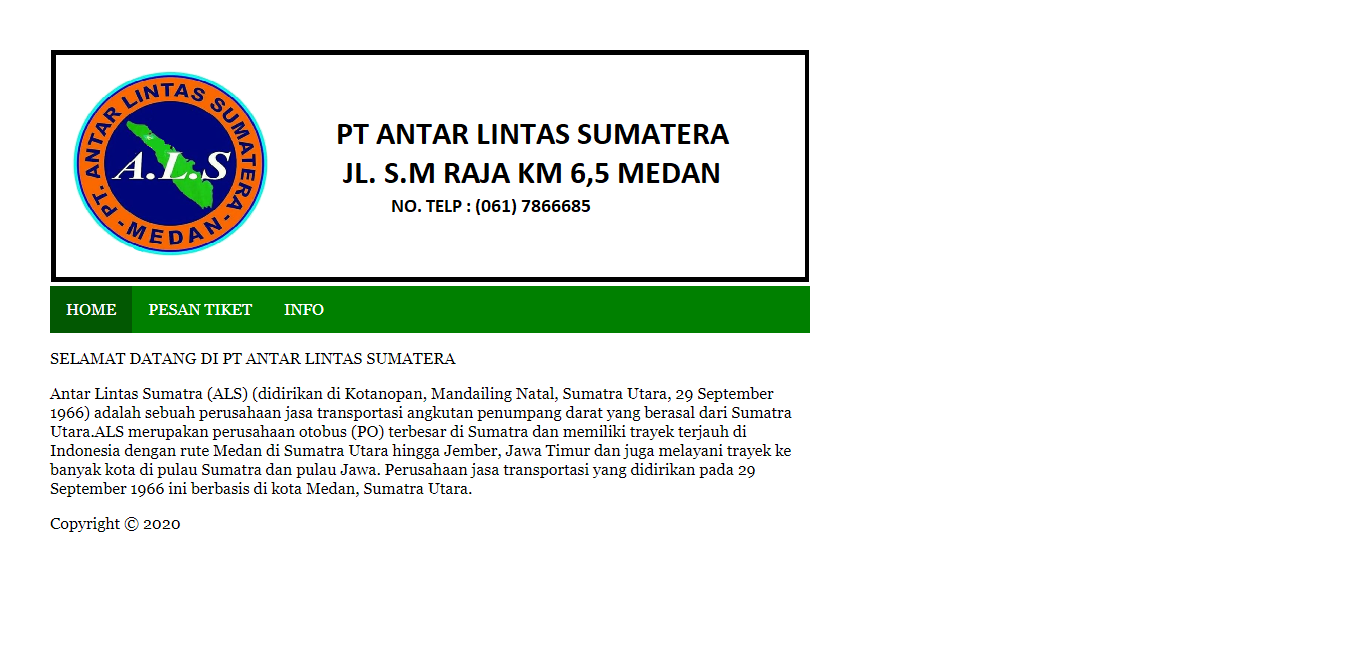 PT. ANTAR LINTAS SUMATERA
A.L.S
-MEDAN-
PT ANTAR LINTAS SUMATERA
JL. S.M RAJA KM 6,5 MEDAN
NO. TELP : (061) 7866685
HOME PESAN TIKET INFO
SELAMAT DATANG DI PT ANTAR LINTAS SUMATERA
Antar Lintas Sumatra (ALS) (didirikan di Kotanopan, Mandailing Natal, Sumatra Utara, 29 September
1966) adalah sebuah perusahaan jasa transportasi angkutan penumpang darat yang berasal dari Sumatra
Utara.ALS merupakan perusahaan otobus (PO) terbesar di Sumatra dan memiliki trayek terjauh di
Indonesia dengan rute Medan di Sumatra Utara hingga Jember, Jawa Timur dan juga melayani trayek ke
banyak kota di pulau Sumatra dan pulau Jawa. Perusahaan jasa transportasi yang didirikan pada 29
September 1966 ini berbasis di kota Medan, Sumatra Utara.
Copyright © 2020